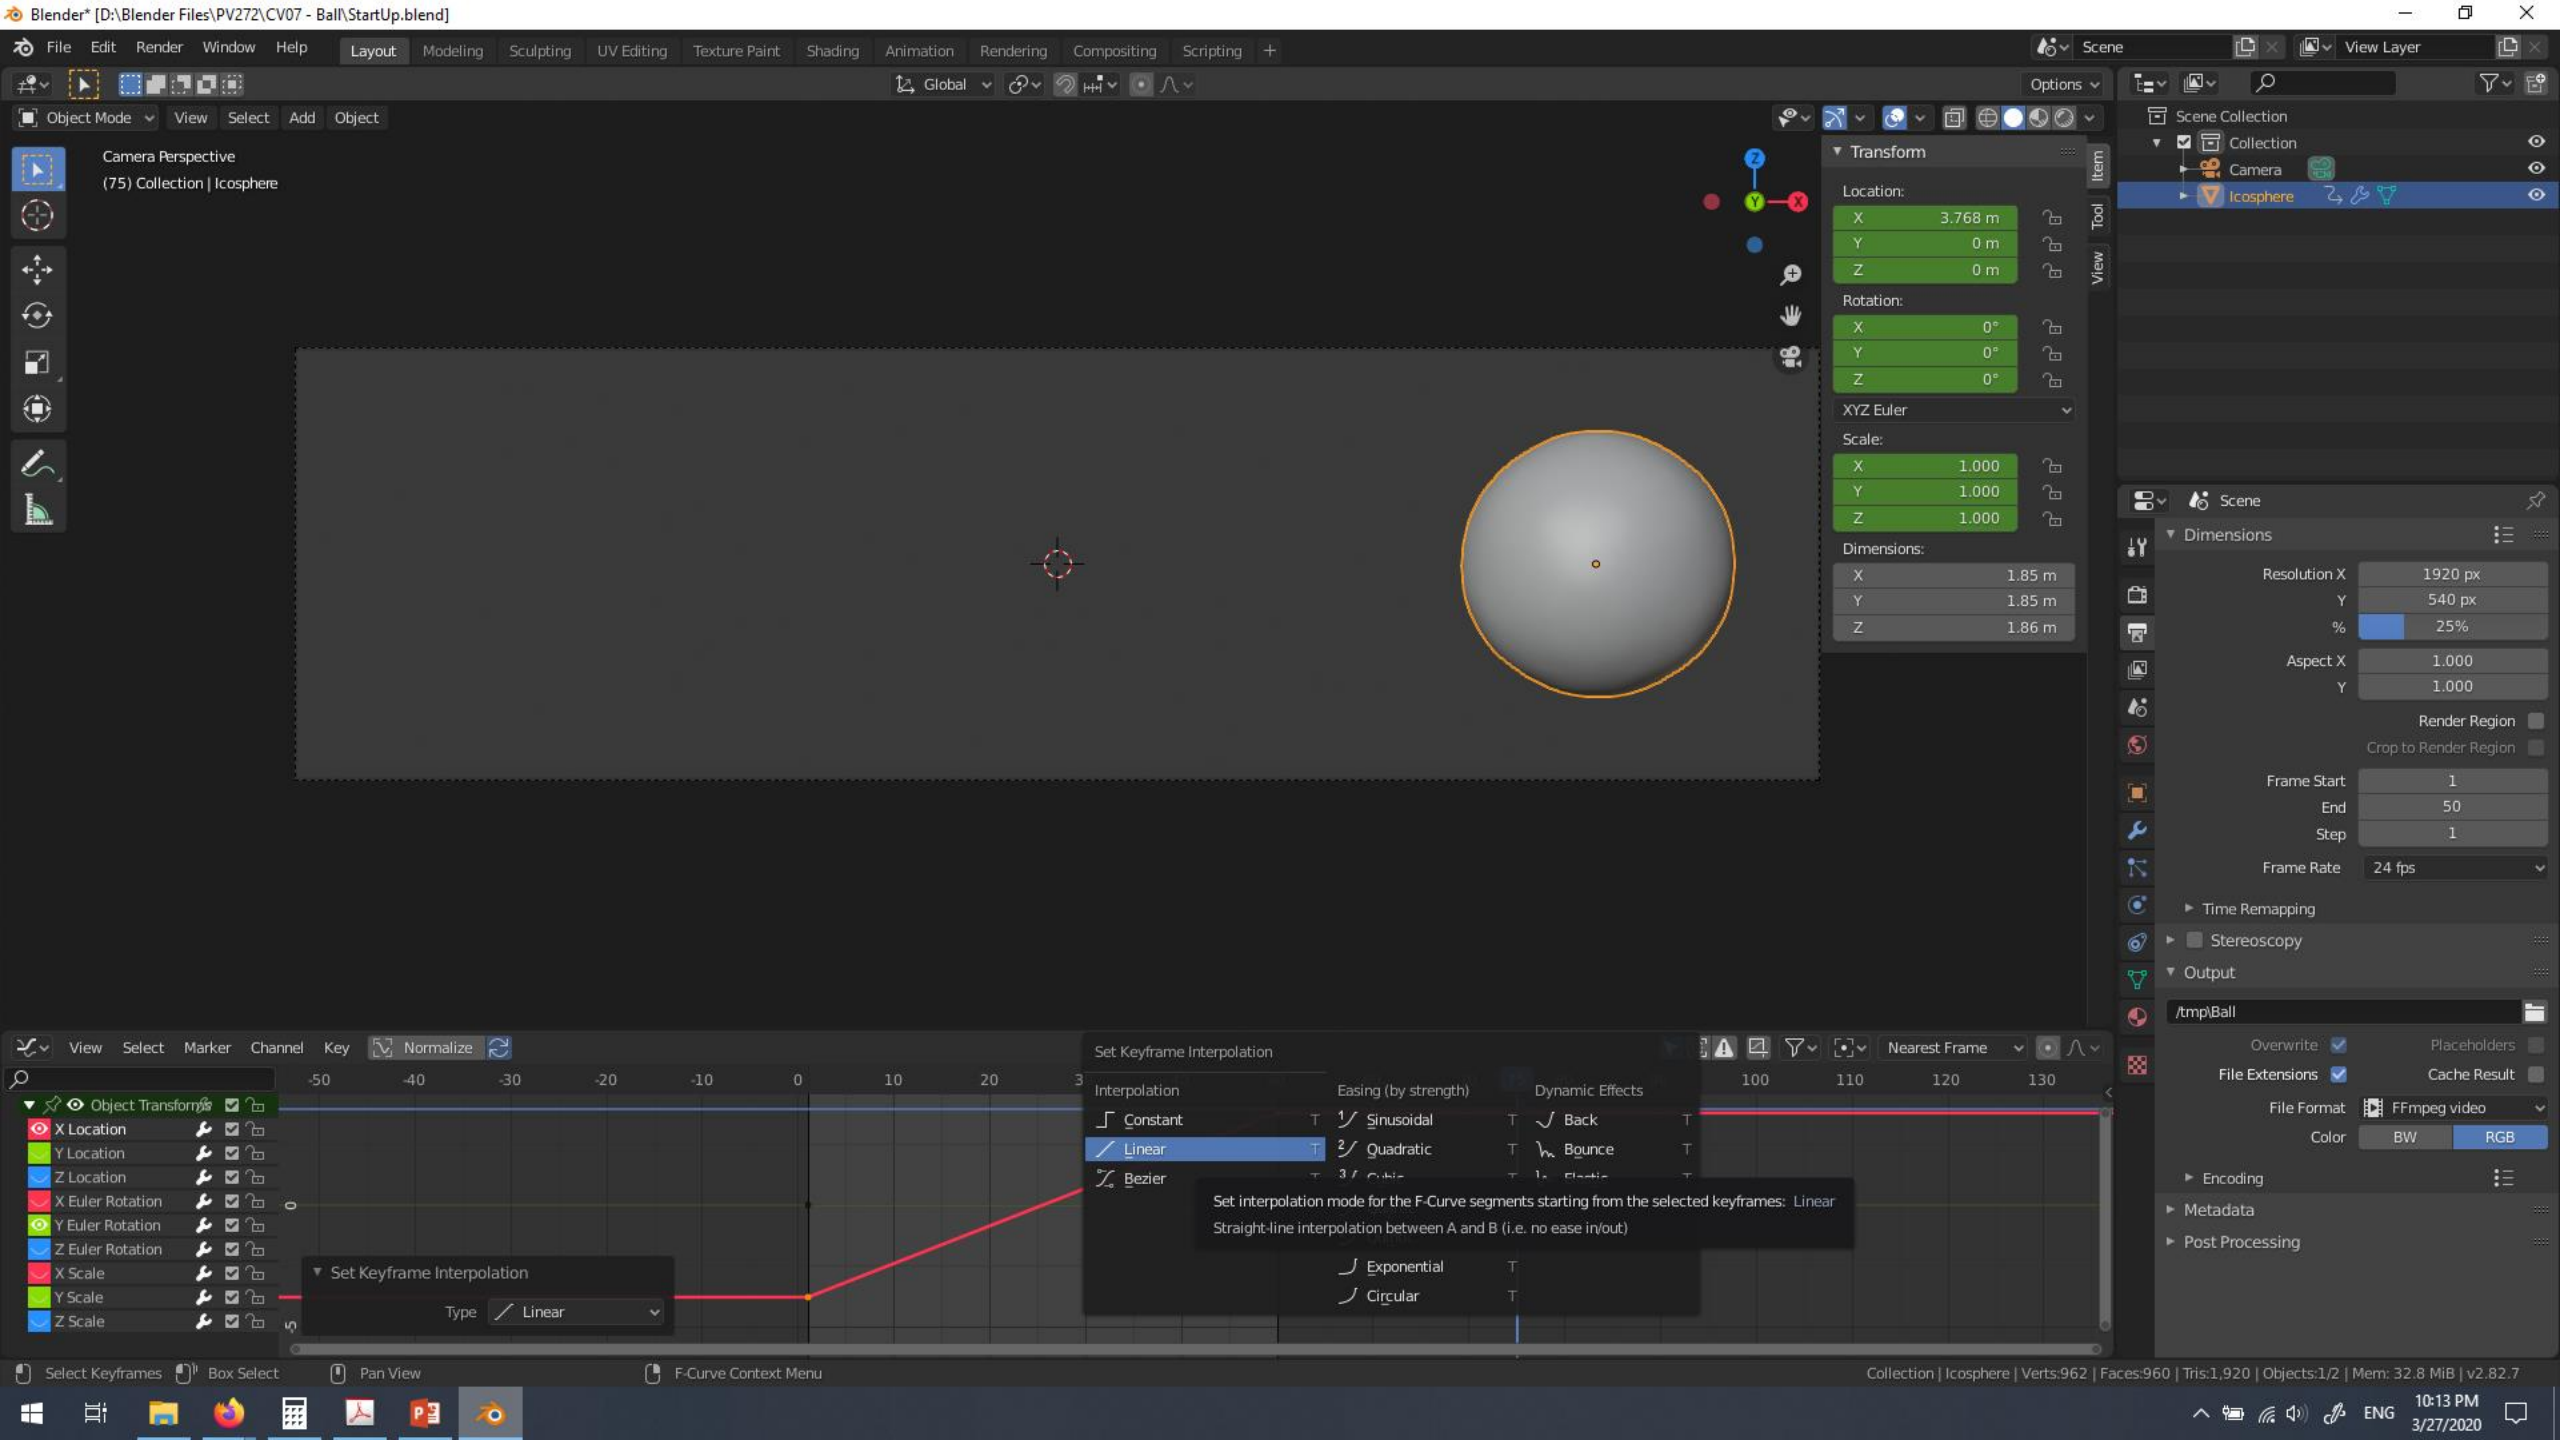 Blender* [D:\Blender Files\PV272\CV07 - Ball\StartUp.blend]
File Edit Render Window Help Layout Modeling Sculpting UV Editing Texture Paint Shading Animation Rendering Compositing Scripting + Scene View Layer
Global Options
Object Mode View Select Add Object
Camera Perspective
(75) Collection | Icosphere
Z
Y
X
Transform
Location:
X 3.768 m
Y 0 m
Z 0 m
Rotation:
X 0°
Y 0°
Z 0°
XYZ Euler
Scale:
X 1.000
Y 1.000
Z 1.000
Dimensions:
X 1.85 m
Y 1.85 m
Z 1.86 m
Item
Tool
View
Scene Collection
Collection
Camera
Icosphere
Scene
Dimensions
Resolution X 1920 px
Y 540 px
% 25%
Aspect X 1.000
Y 1.000
Render Region
Crop to Render Region
Frame Start 1
End 50
Step 1
Frame Rate 24 fps
Time Remapping
Stereoscopy
Output
/tmp\Ball
Overwrite Placeholders
File Extensions Cache Result
File Format FFmpeg video
Color BW RGB
Encoding
Metadata
Post Processing
View Select Marker Channel Key Normalize Nearest Frame
-50 -40 -30 -20 -10 0 10 20 3 100 110 120 130
Object Transforms
X Location
Y Location
Z Location
X Euler Rotation
Y Euler Rotation
Z Euler Rotation
X Scale
Y Scale
Z Scale
0
-5
Set Keyframe Interpolation
Type Linear
Set Keyframe Interpolation
Interpolation Easing (by strength) Dynamic Effects
Constant T Sinusoidal T Back T
Linear T Quadratic T Bounce T
Bezier Cubic T Elastic T
Set interpolation mode for the F-Curve segments starting from the selected keyframes: Linear
Straight-line interpolation between A and B (i.e. no ease in/out)
Exponential T
Circular T
Select Keyframes Box Select Pan View F-Curve Context Menu Collection | Icosphere | Verts:962 | Faces:960 | Tris:1,920 | Objects:1/2 | Mem: 32.8 MiB | v2.82.7
ENG
10:13 PM
3/27/2020